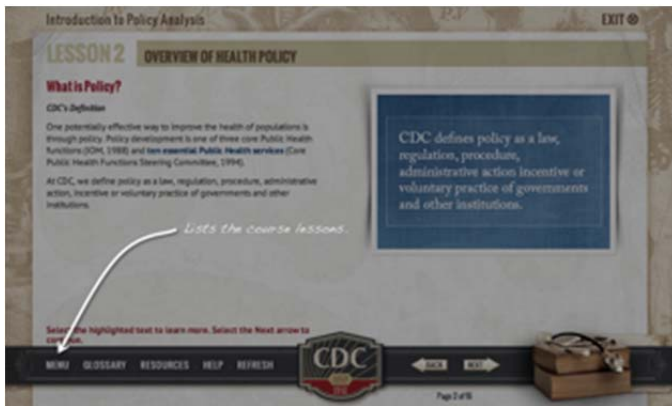 Introduction to Policy Analysis
EXIT
LESSON 2 OVERVIEW OF HEALTH POLICY
What is Policy?
CDC's Definition
One potentially effective way to improve the health of populations is
through policy. Policy development is one of three core Public Health
functions (IOM, 1988) and ten essential Public Health services (Core
Public Health Functions Steering Committee, 1994).
At CDC, we define policy as a law, regulation, procedure, administrative
action, incentive or voluntary practice of governments and other
institutions.
CDC defines policy as a law,
regulation, procedure,
administrative action incentive or
voluntary practice of governments
and other institutions.
Lists the course lessons.
Select the highlighted text to learn more. Select the Next arrow to
continue.
MENU GLOSSARY RESOURCES HELP REFRESH
CDC
BACK NEXT
Page 2 of 16